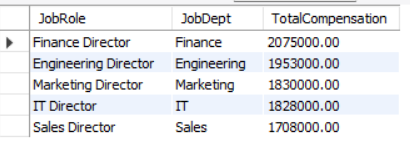 JobRole JobDept TotalCompensation
Finance Director Finance 2075000.00
Engineering Director Engineering 1953000.00
Marketing Director Marketing 1830000.00
IT Director IT 1828000.00
Sales Director Sales 1708000.00